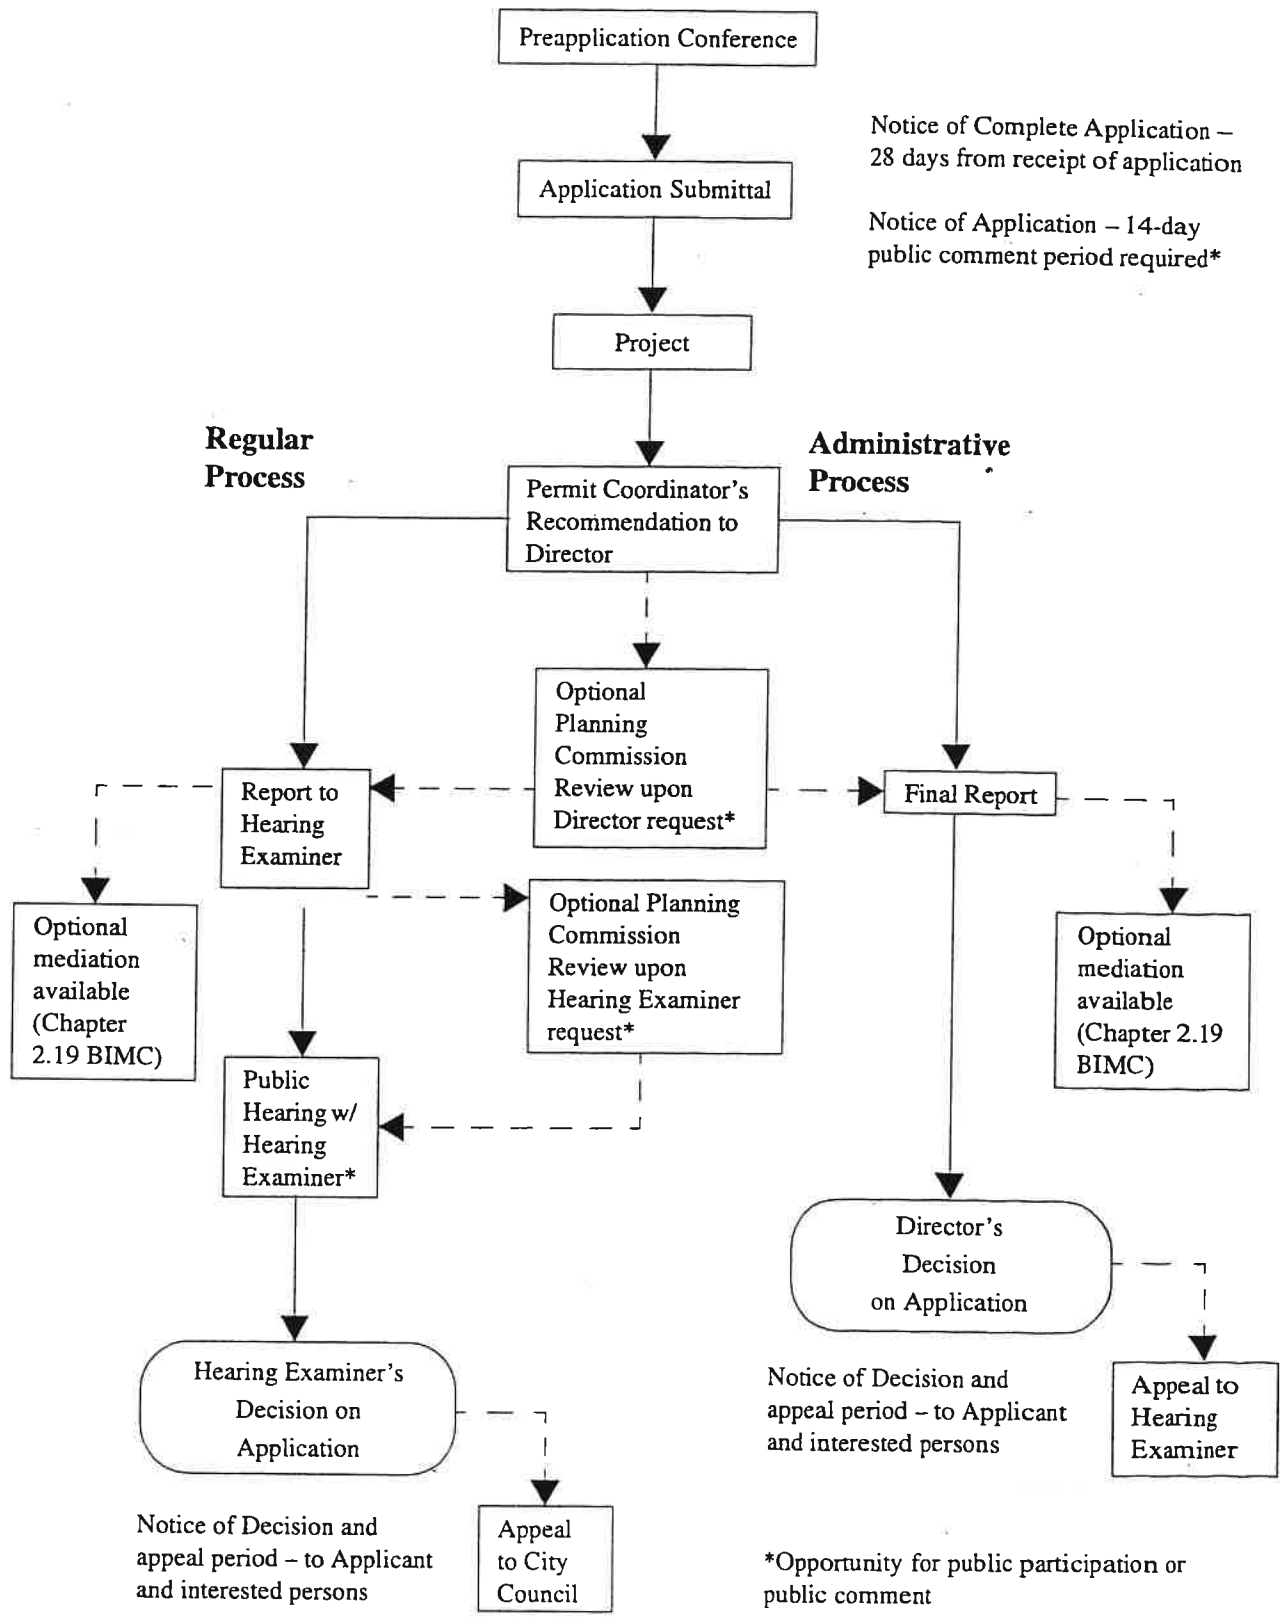 Preapplication Conference
Notice of Complete Application –
28 days from receipt of application
Application Submittal
Notice of Application – 14-day
public comment period required*
Project
Regular
Process
Administrative
Process
Permit Coordinator's
Recommendation to
Director
Optional
Planning
Commission
Review upon
Director request*
Report to
Hearing
Examiner
Final Report
Optional Planning
Commission
Review upon
Hearing Examiner
request*
Optional
mediation
available
(Chapter
2.19 BIMC)
Optional
mediation
available
(Chapter 2.19
BIMC)
Public
Hearing w/
Hearing
Examiner*
Director's
Decision
on Application
Hearing Examiner's
Decision on
Application
Notice of Decision and
appeal period – to Applicant
and interested persons
Appeal to
Hearing
Examiner
Notice of Decision and
appeal period – to Applicant
and interested persons
Appeal
to City
Council
*Opportunity for public participation or
public comment